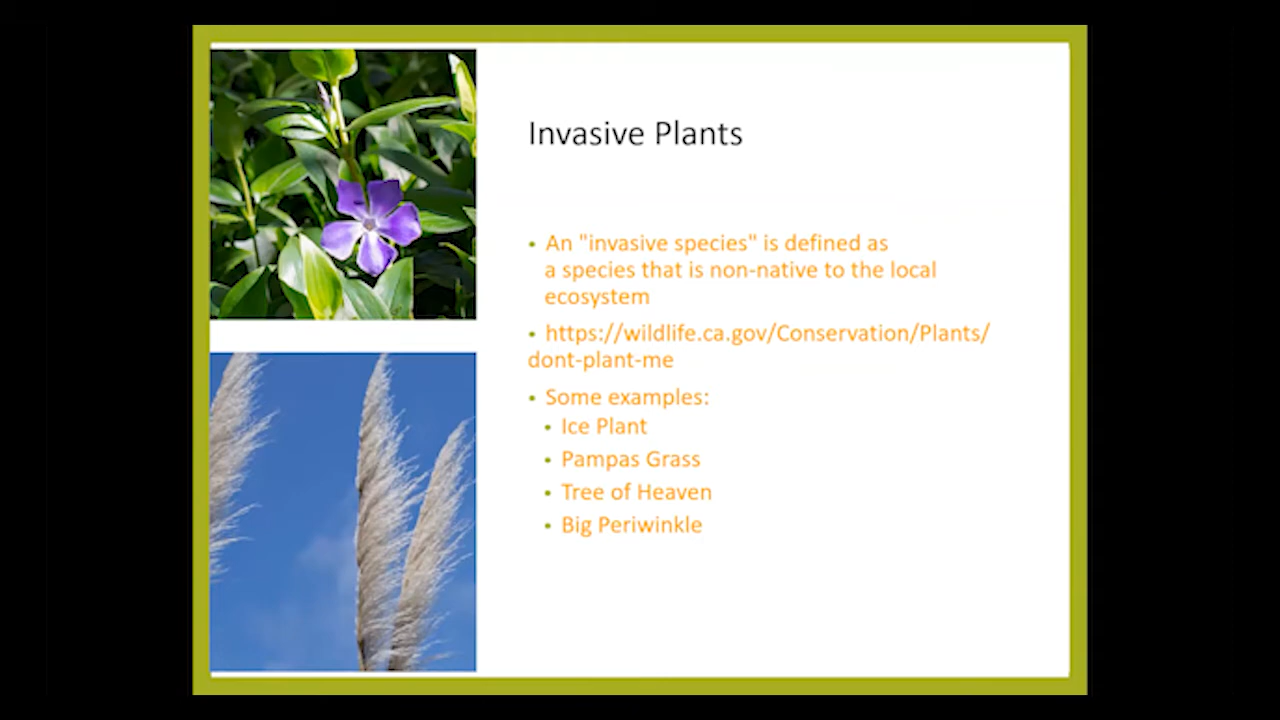 Invasive Plants
• An "invasive species" is defined as
a species that is non-native to the local
ecosystem
• https://wildlife.ca.gov/Conservation/Plants/
dont-plant-me
• Some examples:
• Ice Plant
• Pampas Grass
• Tree of Heaven
• Big Periwinkle